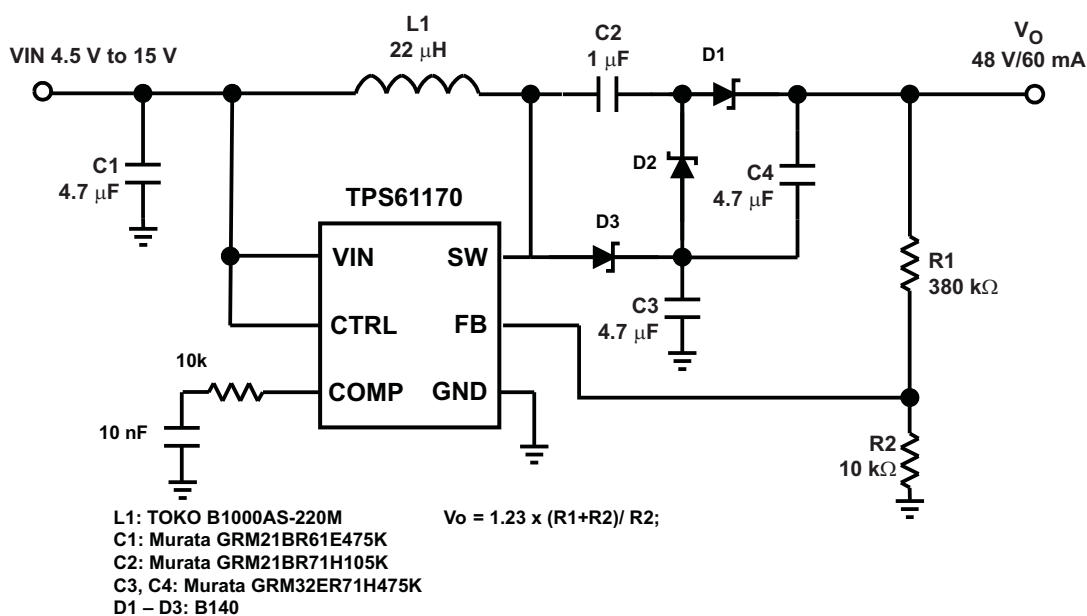 L1
22 μH
C2
1 μF
D1
VO
48 V/60 mA
VIN 4.5 V to 15 V
C1
4.7 μF
D2
C4
4.7 μF
TPS61170
D3
VIN
SW
R1
380 kΩ
C3
4.7 μF
CTRL
FB
10k
COMP
GND
10 nF
R2
10 kΩ
L1: TOKO B1000AS-220M
Vo = 1.23 x (R1+R2)/ R2;
C1: Murata GRM21BR61E475K
C2: Murata GRM21BR71H105K
C3, C4: Murata GRM32ER71H475K
D1 – D3: B140